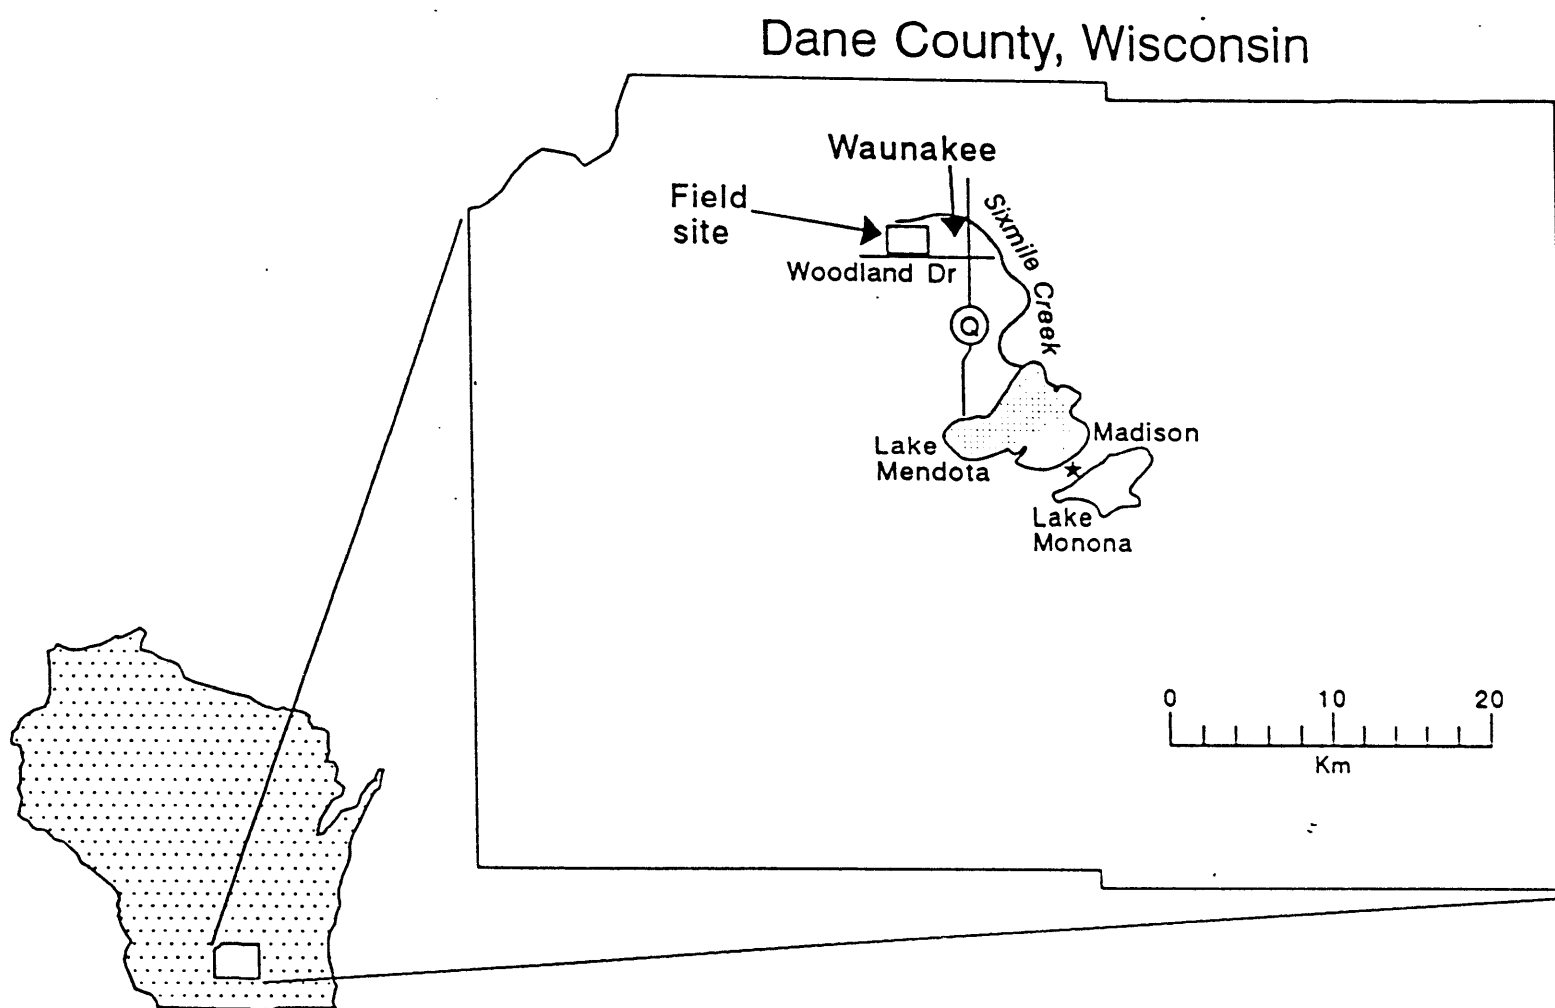 Dane County, Wisconsin
Waunakee
Field
site
Sixmile Creek
Woodland Dr
Q
Madison
Lake
Mendota
Lake
Monona
0 10 20
Km